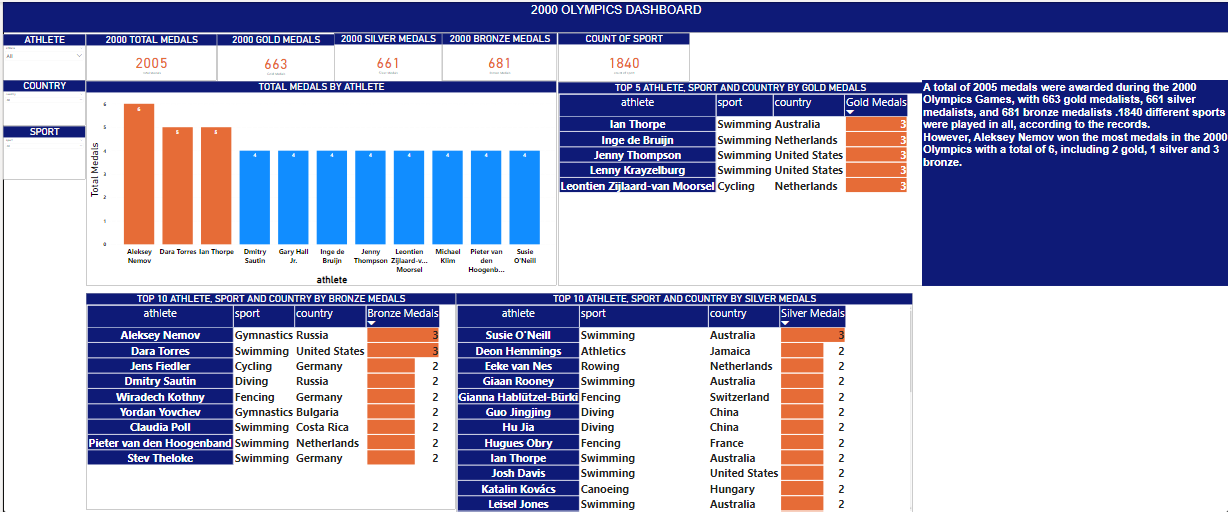 2000 OLYMPICS DASHBOARD
ATHLETE
All
COUNTRY
SPORT
2000 TOTAL MEDALS
2005
2000 GOLD MEDALS
663
2000 SILVER MEDALS
661
2000 BRONZE MEDALS
681
COUNT OF SPORT
1840
TOTAL MEDALS BY ATHLETE
Total Medals
6
5
4
3
2
1
0
6
5
5
4
4
4
4
4
4
4
4
Aleksey Nemov
Dara Torres
Ian Thorpe
Dmitry Sautin
Gary Hall Jr.
Inge de Bruijn
Jenny Thompson
Leontien Zijlaard-v... Moorsel
Michael Klim
Pieter van den Hoogenb...
Susie O'Neill
athlete
TOP 5 ATHLETE, SPORT AND COUNTRY BY GOLD MEDALS
athlete sport country Gold Medals
Ian Thorpe Swimming Australia 3
Inge de Bruijn Swimming Netherlands 3
Jenny Thompson Swimming United States 3
Lenny Krayzelburg Swimming United States 3
Leontien Zijlaard-van Moorsel Cycling Netherlands 3
A total of 2005 medals were awarded during the 2000
Olympics Games, with 663 gold medalists, 661 silver
medalists, and 681 bronze medalists .1840 different sports
were played in all, according to the records.
However, Aleksey Nemov won the most medals in the 2000
Olympics with a total of 6, including 2 gold, 1 silver and 3
bronze.
TOP 10 ATHLETE, SPORT AND COUNTRY BY BRONZE MEDALS
athlete sport country Bronze Medals
Aleksey Nemov Gymnastics Russia 3
Dara Torres Swimming United States 3
Jens Fiedler Cycling Germany 2
Dmitry Sautin Diving Russia 2
Wiradech Kothny Fencing Germany 2
Yordan Yovchev Gymnastics Bulgaria 2
Claudia Poll Swimming Costa Rica 2
Pieter van den Hoogenband Swimming Netherlands 2
Stev Theloke Swimming Germany 2
TOP 10 ATHLETE, SPORT AND COUNTRY BY SILVER MEDALS
athlete sport country Silver Medals
Susie O'Neill Swimming Australia 3
Deon Hemmings Athletics Jamaica 2
Eeke van Nes Rowing Netherlands 2
Giaan Rooney Swimming Australia 2
Gianna Hablützel-Bürki Fencing Switzerland 2
Guo Jingjing Diving China 2
Hu Jia Diving China 2
Hugues Obry Fencing France 2
Ian Thorpe Swimming Australia 2
Josh Davis Swimming United States 2
Katalin Kovács Canoeing Hungary 2
Leisel Jones Swimming Australia 2